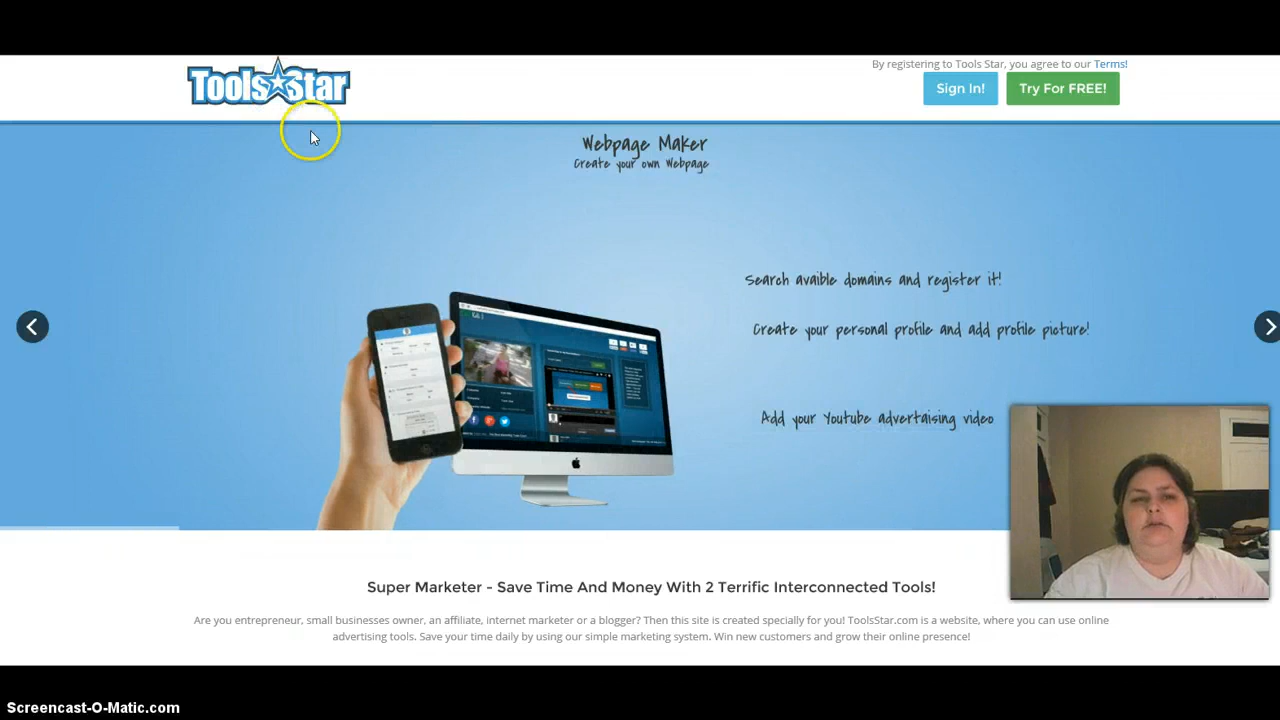 Tools Star
By registering to Tools Star, you agree to our Terms!
Sign In!
Try For FREE!
Webpage Maker
Create your own Webpage
Search avaible domains and register it!
Create your personal profile and add profile picture!
Add your Youtube advertaising video
Super Marketer - Save Time And Money With 2 Terrific Interconnected Tools!
Are you entrepreneur, small businesses owner, an affiliate, internet marketer or a blogger? Then this site is created specially for you! ToolsStar.com is a website, where you can use online
advertising tools. Save your time daily by using our simple marketing system. Win new customers and grow their online presence!
Screencast-O-Matic.com